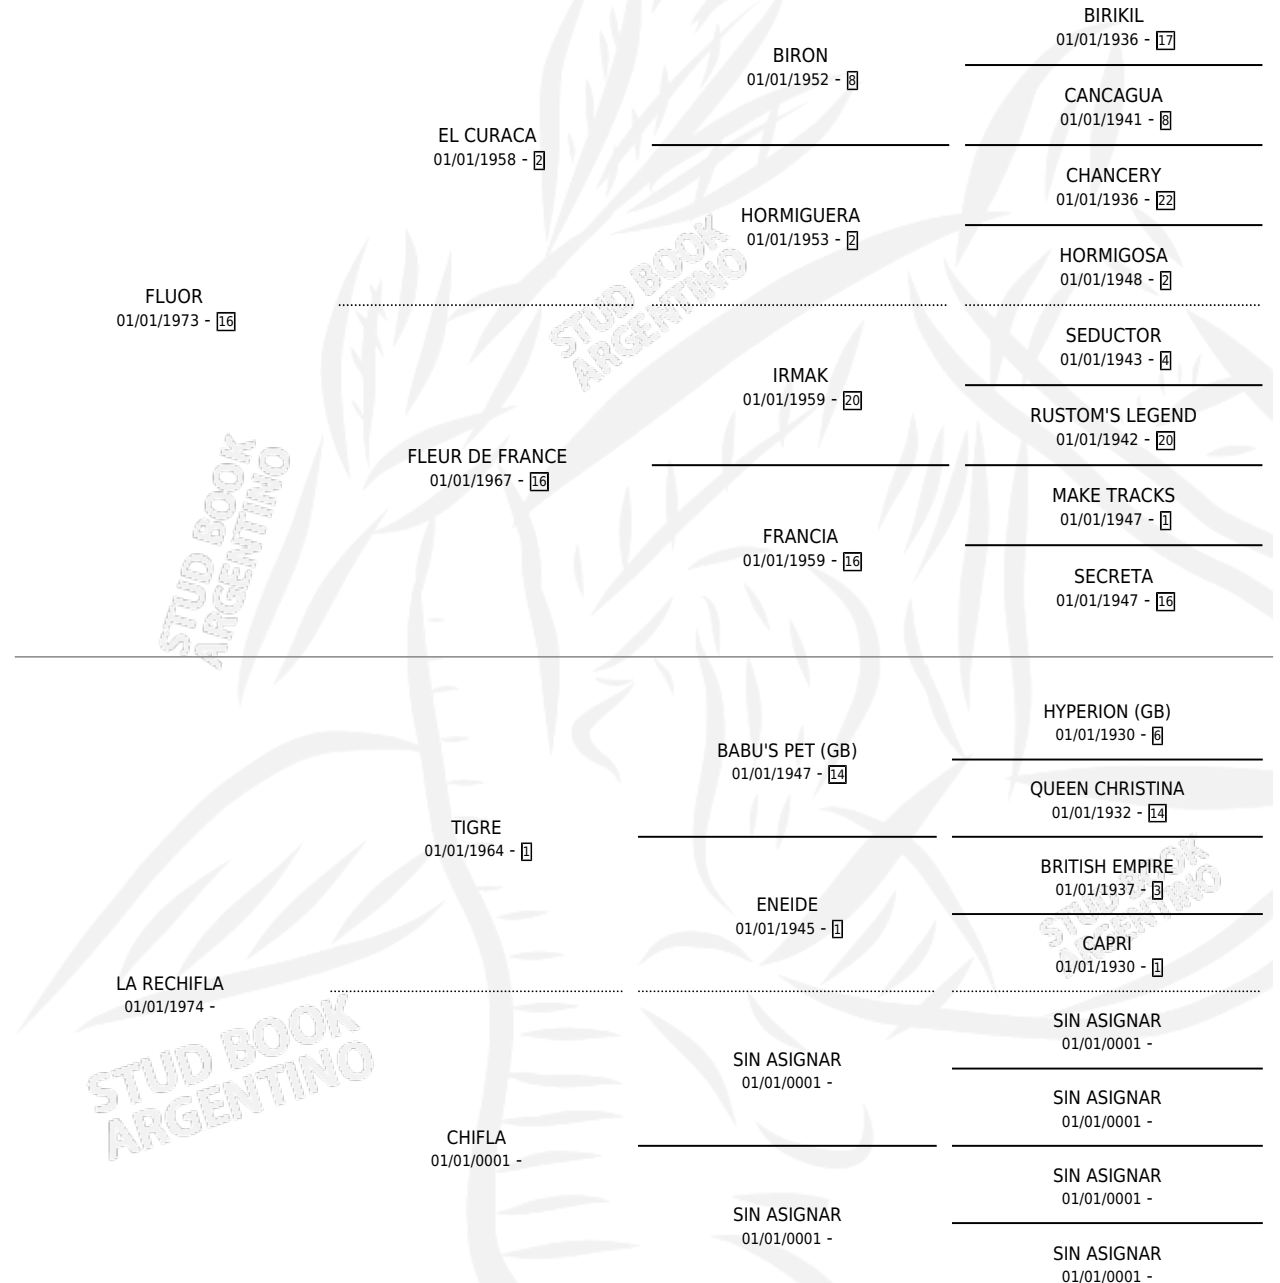 BIRIKIL
01/01/1936 - 17
BIRON
01/01/1952 - 8
CANCAGUA
01/01/1941 - 8
EL CURACA
01/01/1958 - 2
CHANCERY
01/01/1936 - 22
HORMIGUERA
01/01/1953 - 2
HORMIGOSA
01/01/1948 - 2
FLUOR
01/01/1973 - 16
SEDUCTOR
01/01/1943 - 4
IRMAK
01/01/1959 - 20
RUSTOM'S LEGEND
01/01/1942 - 20
FLEUR DE FRANCE
01/01/1967 - 16
MAKE TRACKS
01/01/1947 - 1
FRANCIA
01/01/1959 - 16
SECRETA
01/01/1947 - 16
STUD BOOK
ARGENTINO
STUD BOOK
ARGENTINO
HYPERION (GB)
01/01/1930 - 6
BABU'S PET (GB)
01/01/1947 - 14
QUEEN CHRISTINA
01/01/1932 - 14
TIGRE
01/01/1964 - 1
BRITISH EMPIRE
01/01/1937 - 3
ENEIDE
01/01/1945 - 1
CAPRI
01/01/1930 - 1
LA RECHIFLA
01/01/1974 -
SIN ASIGNAR
01/01/0001 -
SIN ASIGNAR
01/01/0001 -
SIN ASIGNAR
01/01/0001 -
CHIFLA
01/01/0001 -
SIN ASIGNAR
01/01/0001 -
SIN ASIGNAR
01/01/0001 -
SIN ASIGNAR
01/01/0001 -
STUD BOOK
ARGENTINO
STUD BOOK
ARGENTINO